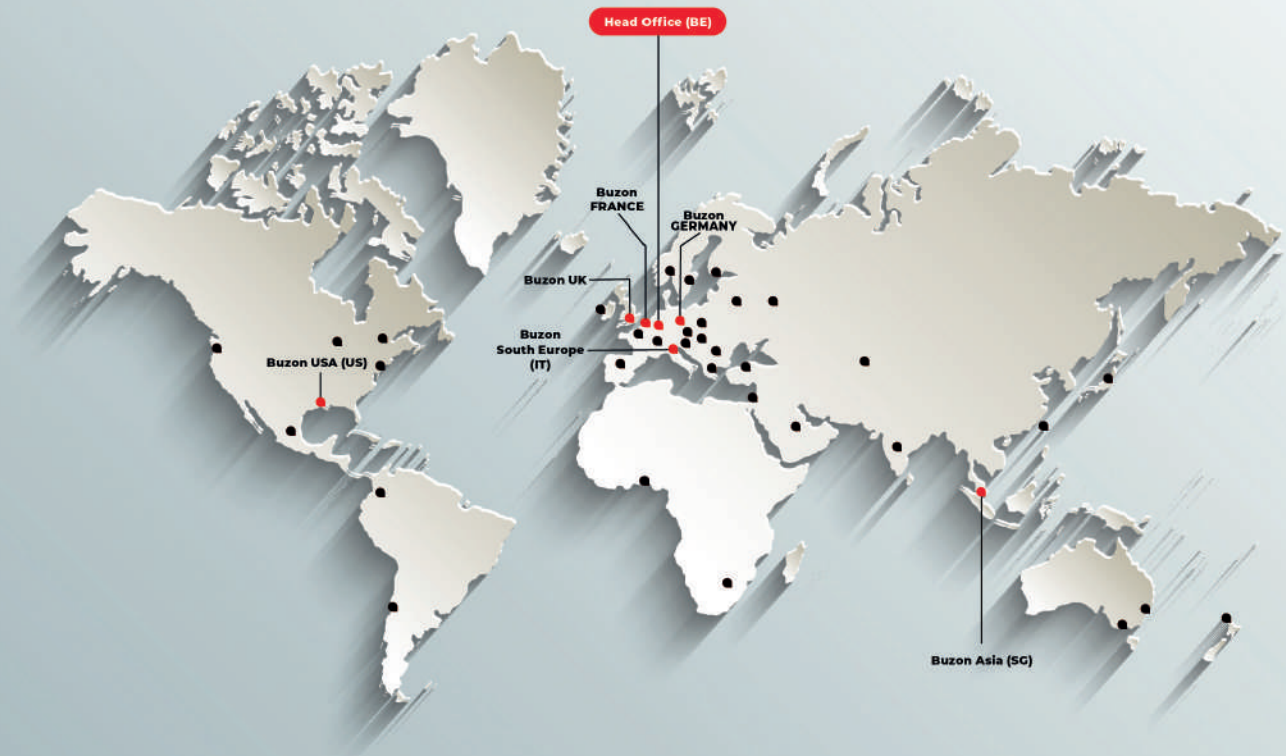 Head Office (BE)
Buzon
FRANCE
Buzon
GERMANY
Buzon UK
Buzon
South Europe
(IT)
Buzon USA (US)
Buzon Asia (SG)